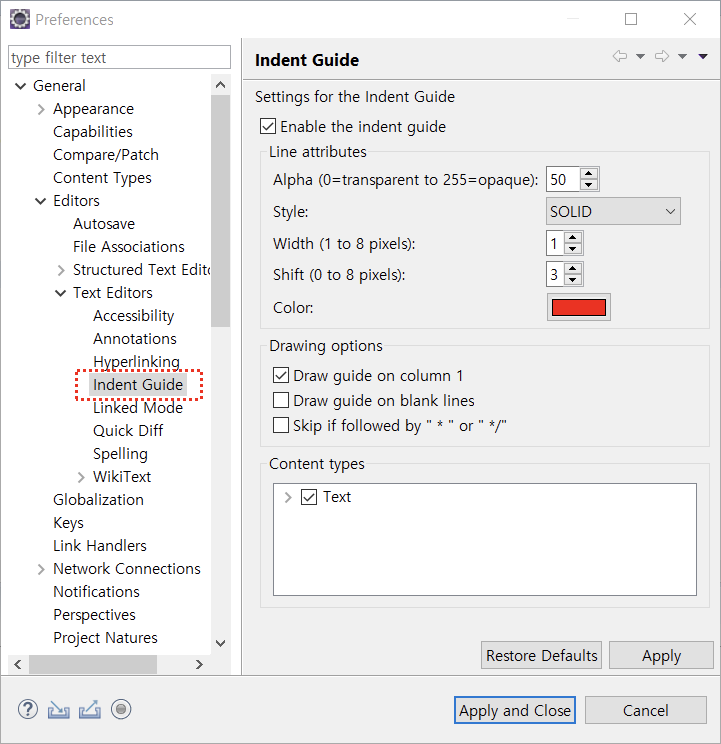 Preferences
type filter text
General
Appearance
Capabilities
Compare/Patch
Content Types
Editors
Autosave
File Associations
Structured Text Edito
Text Editors
Accessibility
Annotations
Hyperlinking
Indent Guide
Linked Mode
Quick Diff
Spelling
WikiText
Globalization
Keys
Link Handlers
Network Connections
Notifications
Perspectives
Project Natures
Indent Guide
Settings for the Indent Guide
Enable the indent guide
Line attributes
Alpha (0=transparent to 255=opaque): 50
Style: SOLID
Width (1 to 8 pixels): 1
Shift (0 to 8 pixels): 3
Color:
Drawing options
Draw guide on column 1
Draw guide on blank lines
Skip if followed by " * " or " */"
Content types
Text
Restore Defaults Apply
Apply and Close Cancel